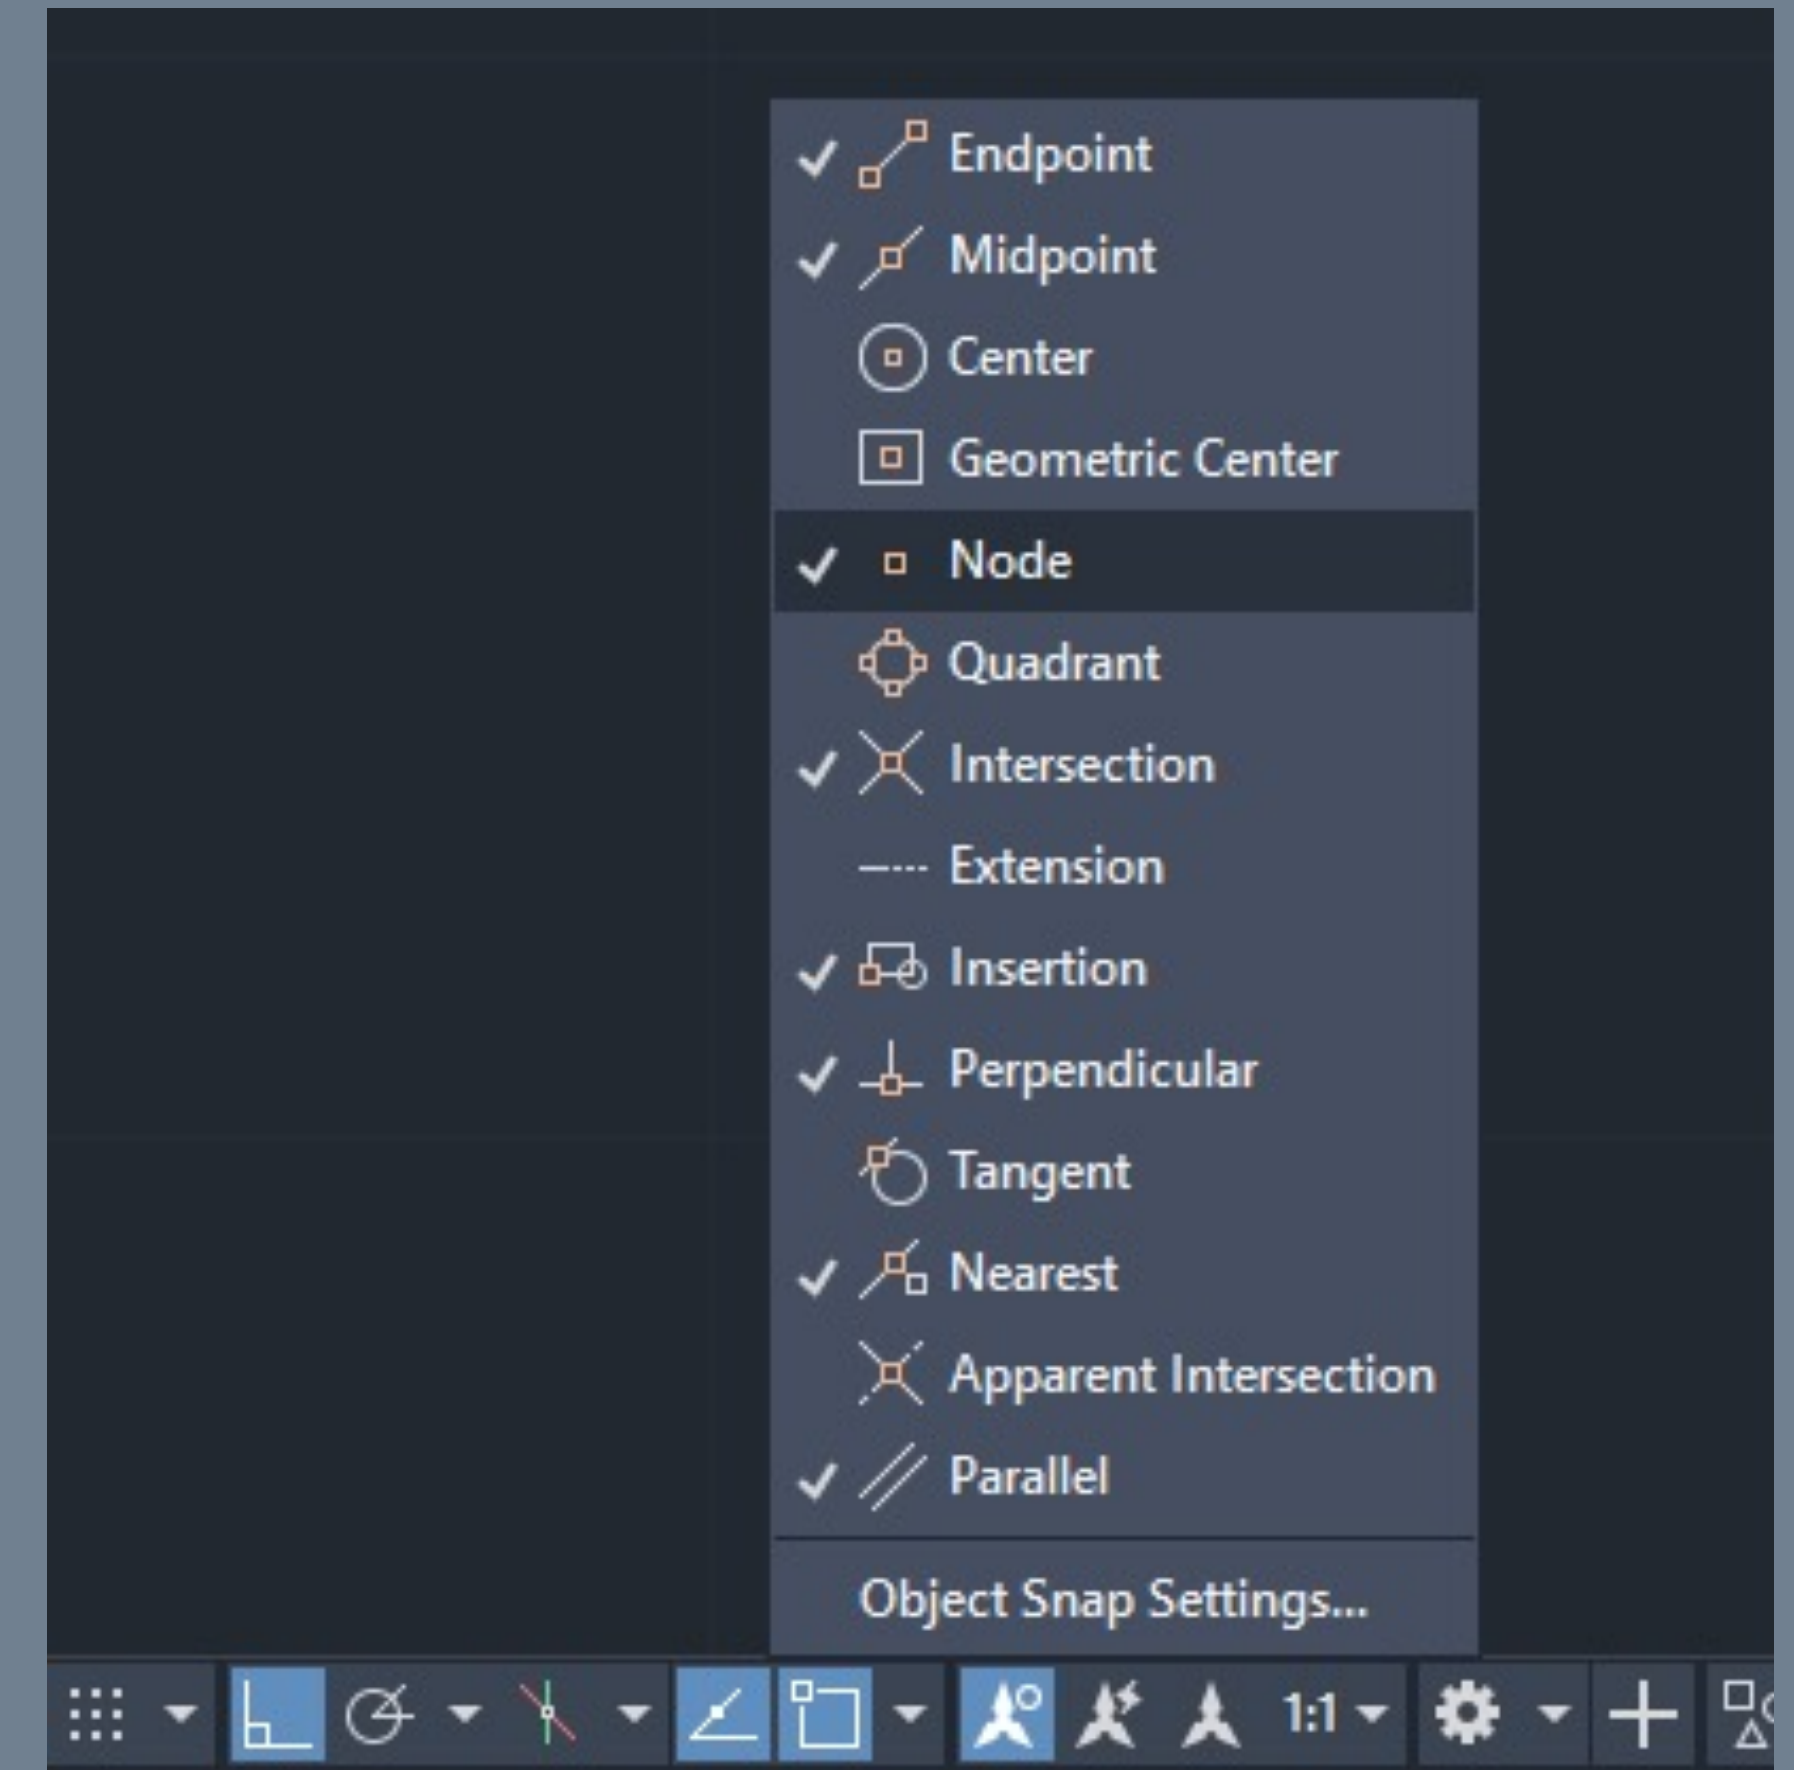 Endpoint
Midpoint
Center
Geometric Center
Node
Quadrant
Intersection
Extension
Insertion
Perpendicular
Tangent
Nearest
Apparent Intersection
Parallel
Object Snap Settings...
1:1